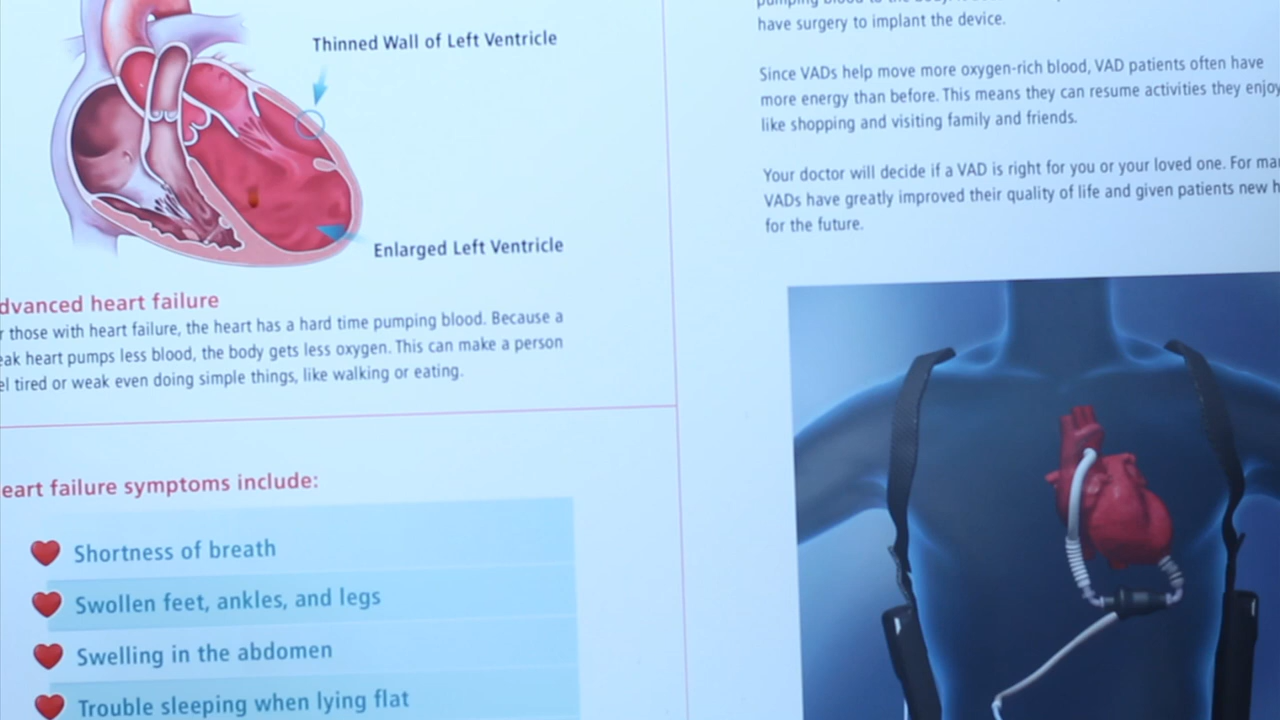 Thinned Wall of Left Ventricle
Enlarged Left Ventricle
dvanced heart failure
r those with heart failure, the heart has a hard time pumping blood. Because a
eak heart pumps less blood, the body gets less oxygen. This can make a person
el tired or weak even doing simple things, like walking or eating.
eart failure symptoms include:
Shortness of breath
Swollen feet, ankles, and legs
Swelling in the abdomen
Trouble sleeping when lying flat
have surgery to implant the device.
Since VADs help move more oxygen-rich blood, VAD patients often have
more energy than before. This means they can resume activities they enjoy
like shopping and visiting family and friends.
Your doctor will decide if a VAD is right for you or your loved one. For ma
VADs have greatly improved their quality of life and given patients new h
for the future.